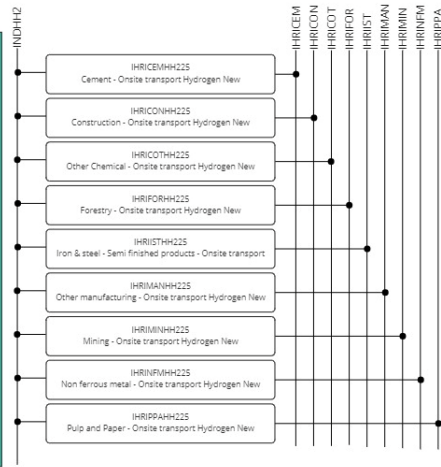 INDHH2
IHRICEM
IHRICON
IHRICOT
IHRIFOR
IHRIIST
IHRIMAN
IHRIMIN
IHRINFM
IHRIPPA
IHRICEMHH225
Cement - Onsite transport Hydrogen New
IHRICONHH225
Construction - Onsite transport Hydrogen New
IHRICOTHH225
Other Chemical - Onsite transport Hydrogen New
IHRIFORHH225
Forestry - Onsite transport Hydrogen New
IHRIISTHH225
Iron & steel - Semi finished products - Onsite transport
IHRIMANHH225
Other manufacturing - Onsite transport Hydrogen New
IHRIMINHH225
Mining - Onsite transport Hydrogen New
IHRINFMHH225
Non ferrous metal - Onsite transport Hydrogen New
IHRIPPAHH225
Pulp and Paper - Onsite transport Hydrogen New